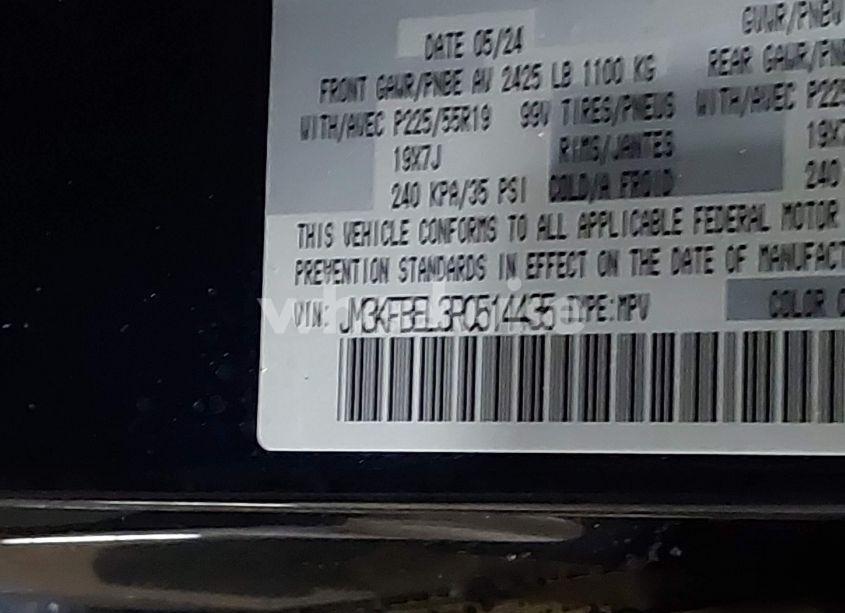 DATE 05/24
FRONT GAWR/PNBE AV 2425 LB 1100 KG
WITH/AVEC P225/55R19 99V TIRES/PNEUS
19X7J RIMS/JANTES
240 KPA/35 PSI COLD/A FROID
GVWR/PNBV
REAR GAWR/PNB
WITH/AVEC P225
19X7
240
THIS VEHICLE CONFORMS TO ALL APPLICABLE FEDERAL MOTOR
PREVENTION STANDARDS IN EFFECT ON THE DATE OF MANUFACT
VIN: JM3KFBEL3R0514435 TYPE:MPV COLOR C